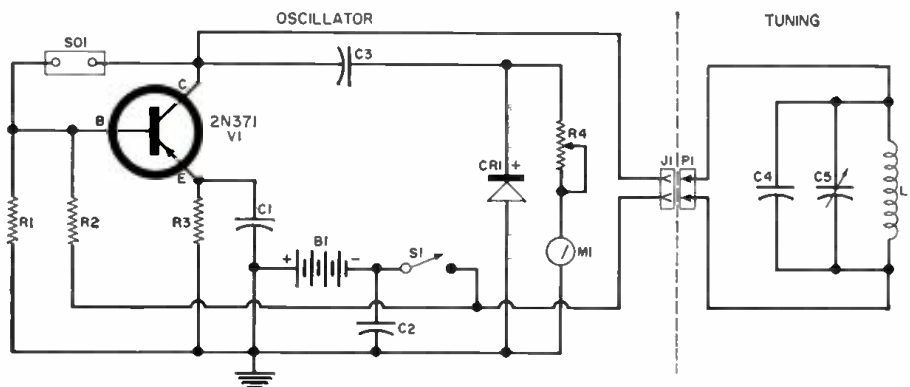 OSCILLATOR
TUNING
SO1
C3
C
B
2N371
V1
E
R4
CR1 +
J1 P1
C4
C5
L
R1
R2
R3
C1
+ B1 -
S1
M1
C2